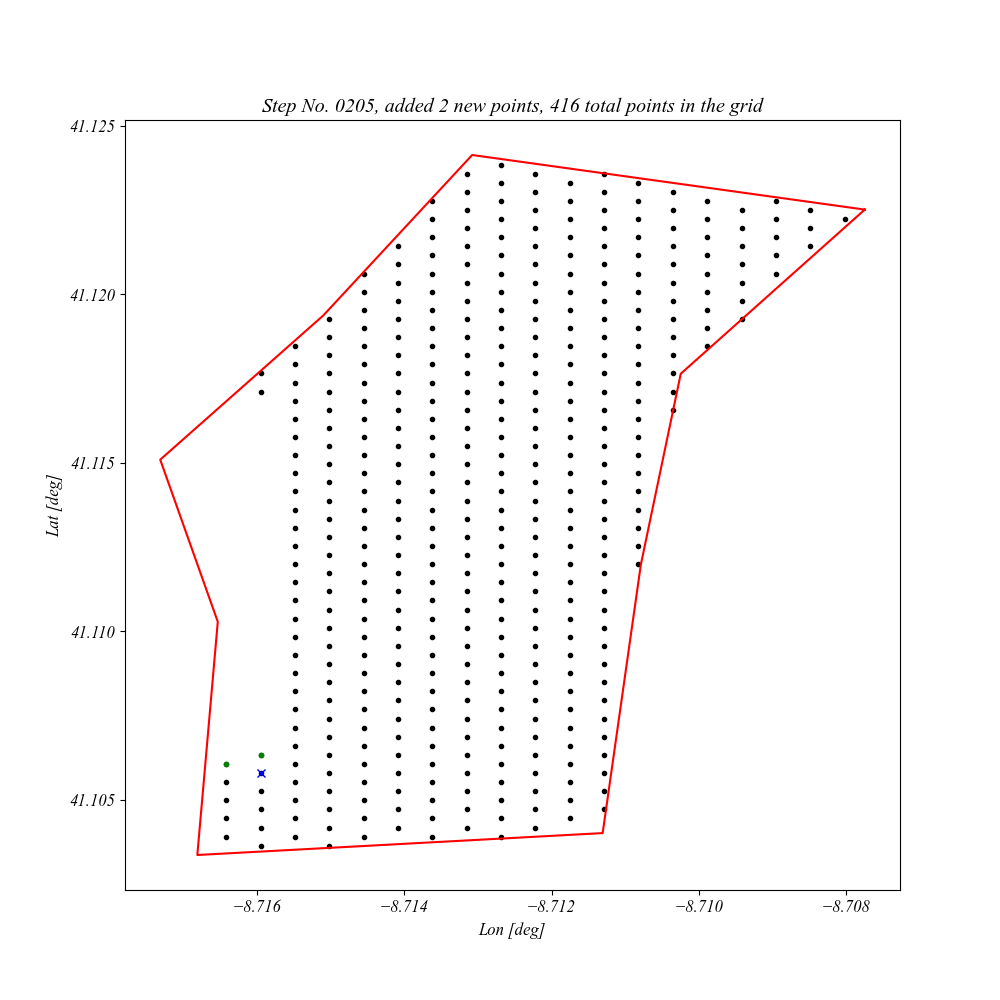 Step No. 0205, added 2 new points, 416 total points in the grid
41.125
41.120
41.115
41.110
41.105
Lat [deg]
−8.716 −8.714 −8.712 −8.710 −8.708
Lon [deg]